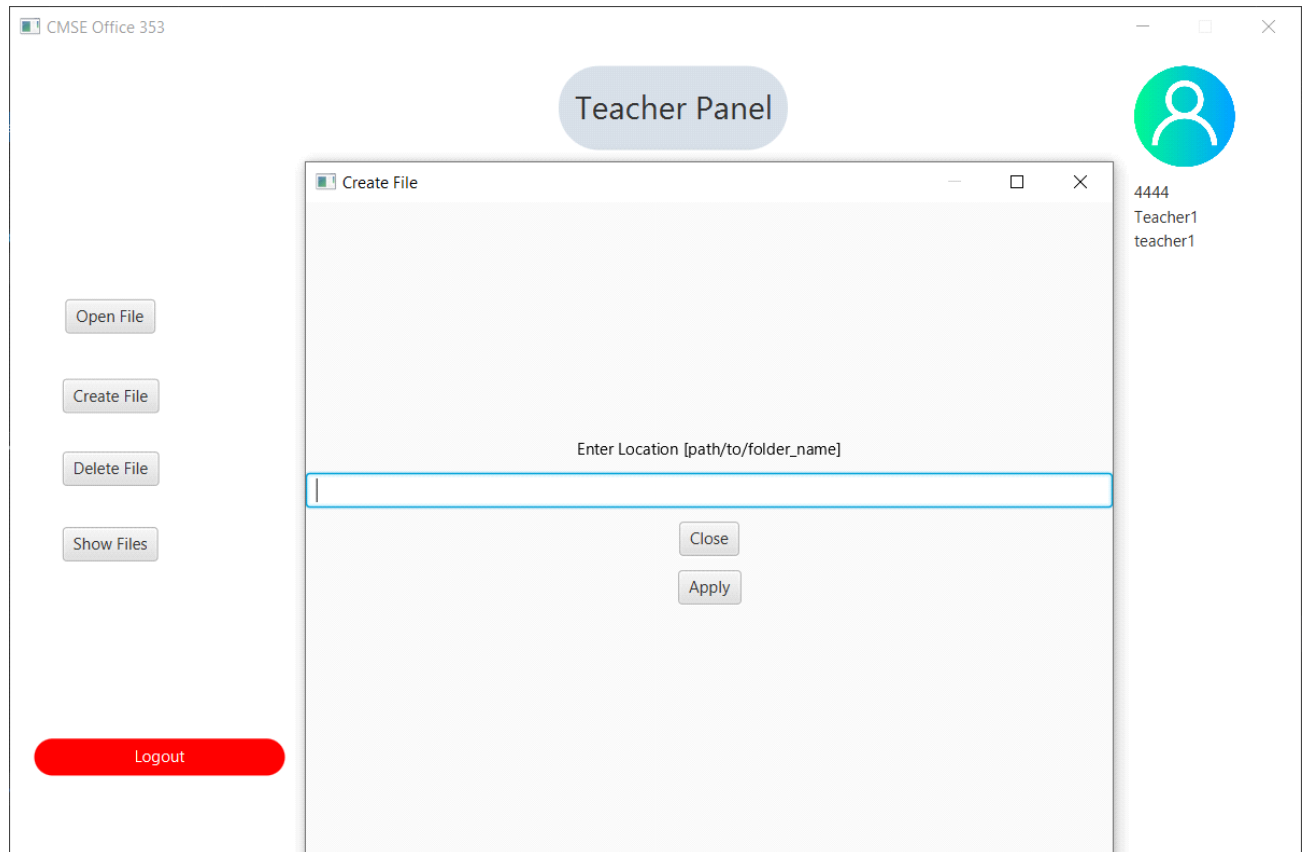 CMSE Office 353
Teacher Panel
Create File
4444
Teacher1
teacher1
Open File
Create File
Delete File
Show Files
Enter Location [path/to/folder_name]
Close
Apply
Logout